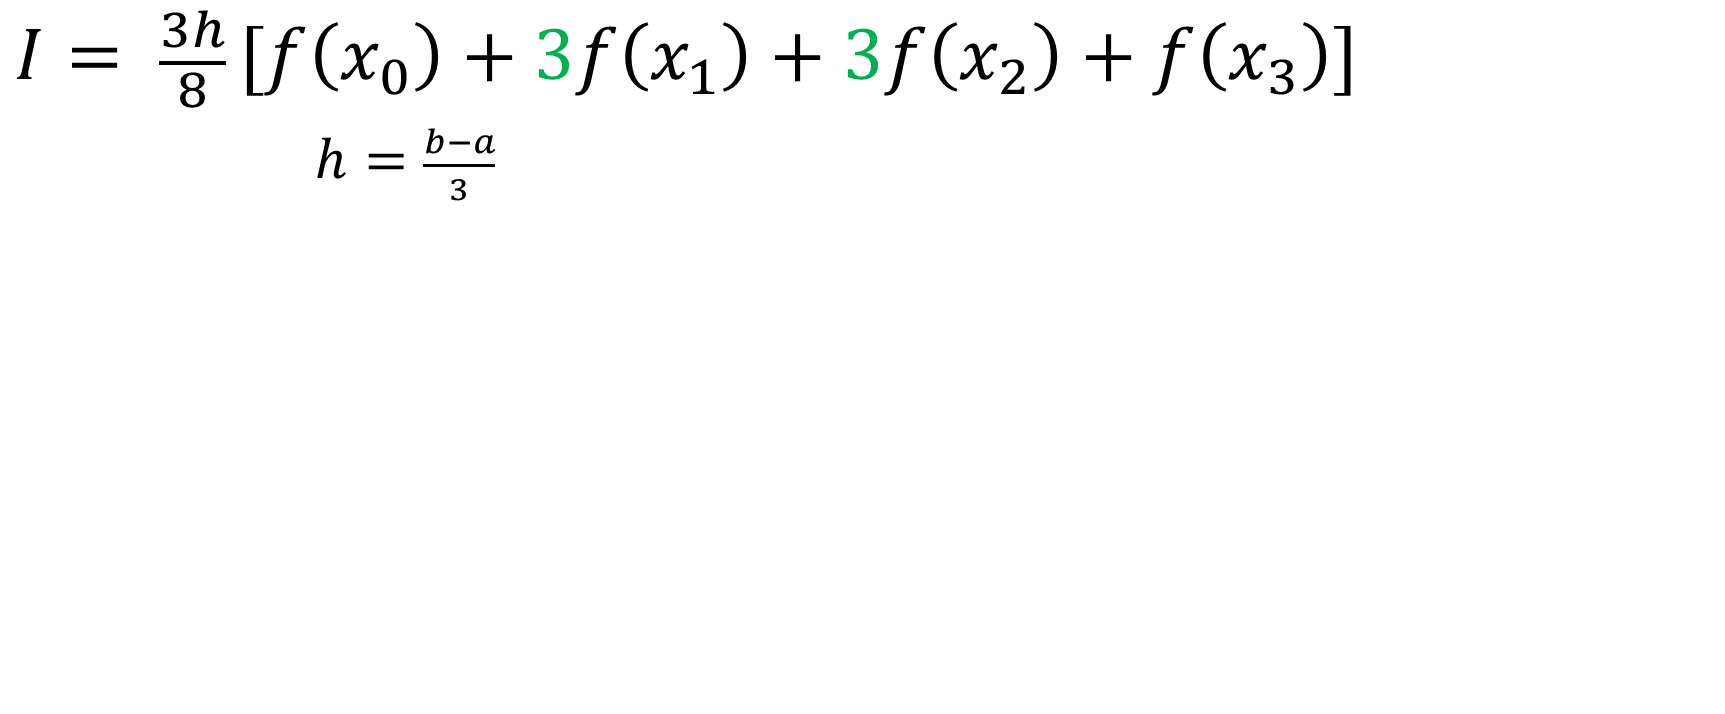 I = 3h/8 [f(x₀) + 3f(x₁) + 3f(x₂) + f(x₃)]
h = b−a/3